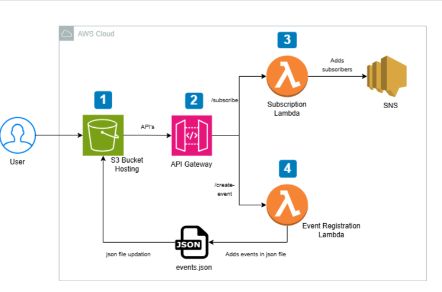 AWS Cloud
3
Adds
subscribers
1
2
/subscribe
API's
Subscription
Lambda
SNS
User
S3 Bucket
Hosting
API Gateway
4
/create-
event
Event Registration
Lambda
JSON
json file updation
Adds events in json file
events.json